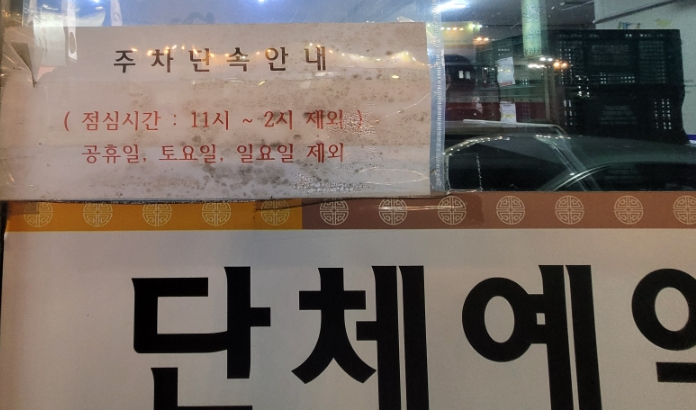 주차난속안내
( 점심시간 : 11시 ~ 2시 제외 )
공휴일, 토요일, 일요일 제외
단체예